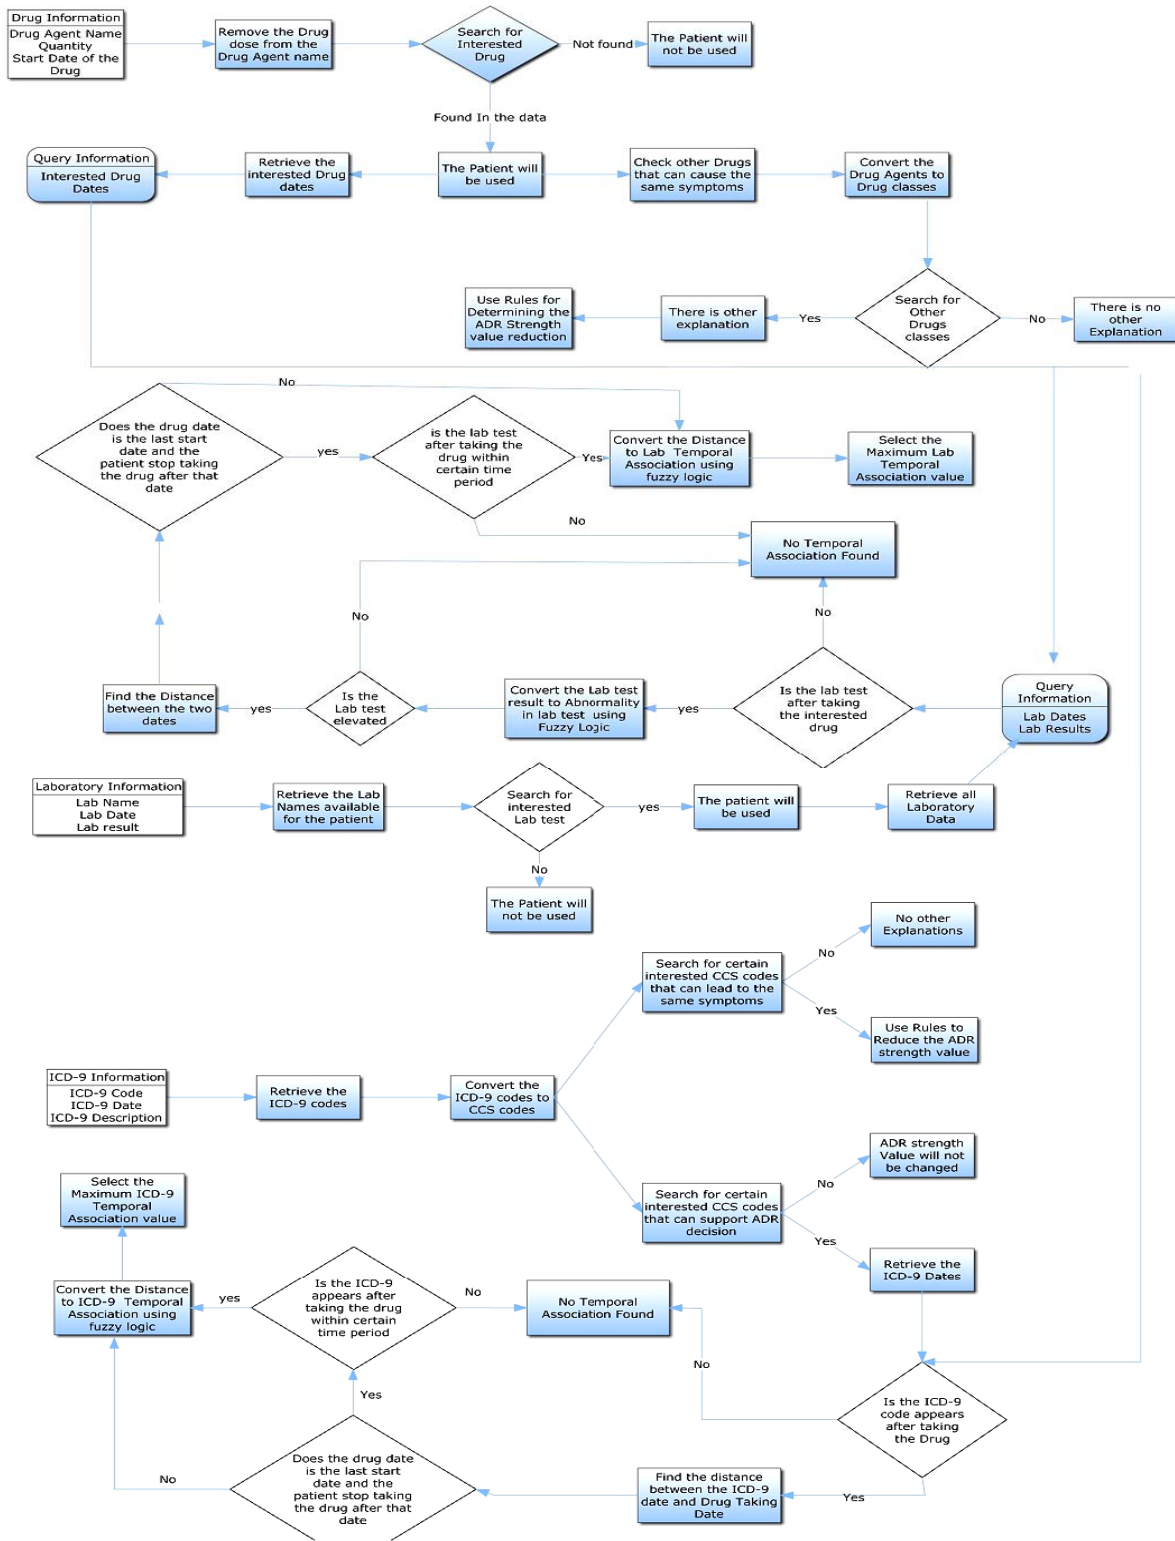 Drug Information
Drug Agent Name
Quantity
Start Date of the
Drug
Remove the Drug
dose from the
Drug Agent name
Search for
Interested
Drug
Not found
The Patient will
not be used
Found In the data
Query Information
Interested Drug
Dates
Retrieve the
interested Drug
dates
The Patient will
be used
Check other Drugs
that can cause the
same symptoms
Convert the
Drug Agents to
Drug classes
Use Rules for
Determining the
ADR Strength
value reduction
There is other
explanation
Yes
Search for
Other
Drugs
classes
No
There is no
other
Explanation
No
Does the drug date
is the last start
date and the
patient stop taking
the drug after that
date
yes
is the lab test
after taking the
drug within
certain time
period
Yes
Convert the Distance
to Lab Temporal
Association using
fuzzy logic
Select the
Maximum Lab
Temporal
Association value
No
No Temporal
Association Found
No
No
Find the Distance
between the two
dates
yes
Is the
Lab test
elevated
Convert the Lab test
result to Abnormality
in lab test using
Fuzzy Logic
yes
Is the lab test
after taking
the interested
drug
Query
Information
Lab Dates
Lab Results
Laboratory Information
Lab Name
Lab Date
Lab result
Retrieve the Lab
Names available
for the patient
Search for
interested
Lab test
yes
The patient will
be used
Retrieve all
Laboratory
Data
No
The Patient will
not be used
No other
Explanations
No
Search for certain
interested CCS codes
that can lead to the
same symptoms
Yes
Use Rules to
Reduce the ADR
strength value
ICD-9 Information
ICD-9 Code
ICD-9 Date
ICD-9 Description
Retrieve the
ICD-9 codes
Convert the
ICD-9 codes to
CCS codes
ADR strength
Value will not
be changed
No
Search for certain
interested CCS codes
that can support ADR
decision
Yes
Retrieve the
ICD-9 Dates
Select the
Maximum ICD-9
Temporal
Association value
Convert the Distance
to ICD-9 Temporal
Association using
fuzzy logic
yes
Is the ICD-9
appears after
taking the drug
within certain
time period
No
No Temporal
Association Found
No
Is the ICD-9
code appears
after taking
the Drug
Yes
No
Does the drug date
is the last start
date and the
patient stop taking
the drug after that
date
Find the distance
between the ICD-9
date and Drug Taking
Date
Yes